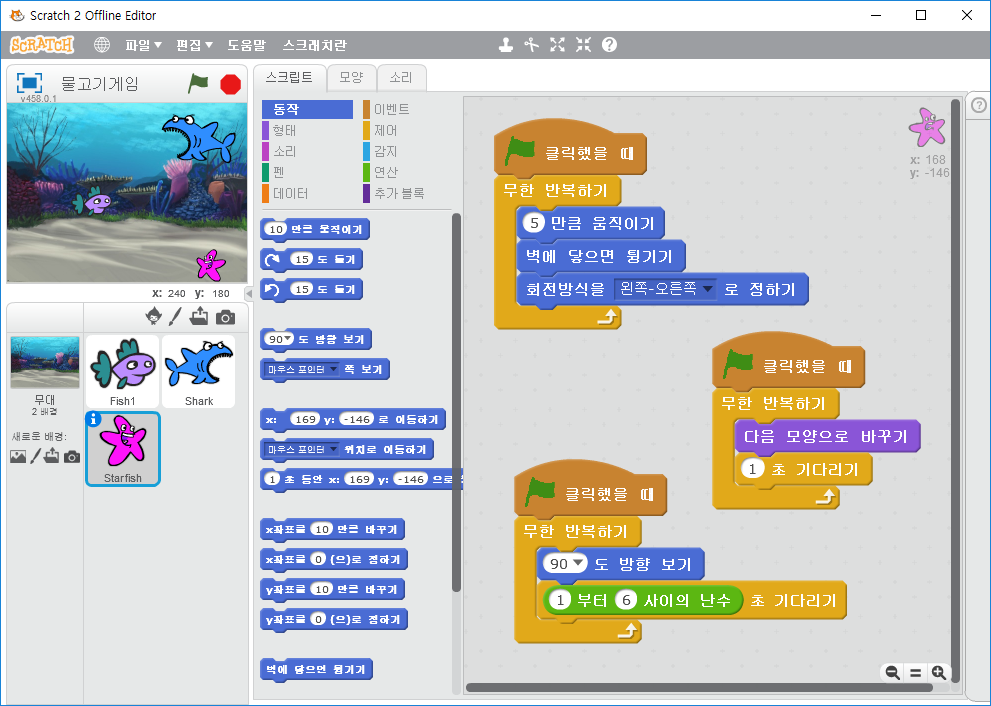 Scratch 2 Offline Editor
SCRATCH 파일▼ 편집▼ 도움말 스크래치란
물고기게임
v458.0.1
x: 240 y: 180
무대
2 배경
새로운 배경:
Fish1
Shark
Starfish
스크립트 모양 소리
동작 이벤트
형태 제어
소리 감지
펜 연산
데이터 추가 블록
10 만큼 움직이기
15 도 돌기
15 도 돌기
90▼ 도 방향 보기
마우스 포인터 ▼ 쪽 보기
x: 169 y: -146 로 이동하기
마우스 포인터 ▼ 위치로 이동하기
1 초 동안 x: 169 y: -146 으로
x좌표를 10 만큼 바꾸기
x좌표를 0 (으)로 정하기
y좌표를 10 만큼 바꾸기
y좌표를 0 (으)로 정하기
벽에 닿으면 튕기기
클릭했을 때
무한 반복하기
5 만큼 움직이기
벽에 닿으면 튕기기
회전방식을 왼쪽-오른쪽 ▼ 로 정하기
클릭했을 때
무한 반복하기
다음 모양으로 바꾸기
1 초 기다리기
클릭했을 때
무한 반복하기
90▼ 도 방향 보기
1 부터 6 사이의 난수 초 기다리기
x: 168
y: -146